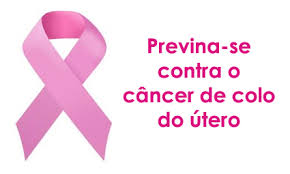 Previna-se
contra o
câncer de colo
do útero